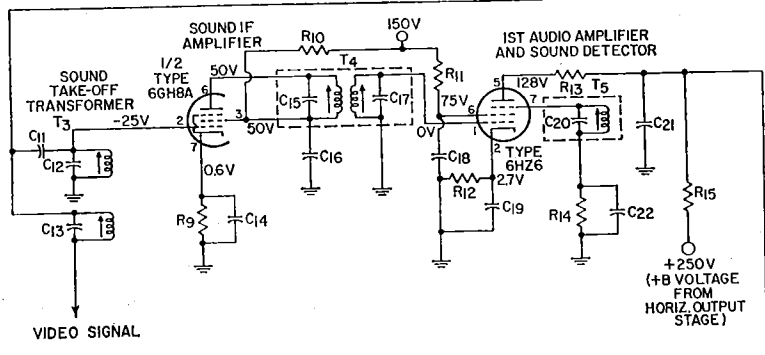 SOUND IF
AMPLIFIER
1/2
TYPE
6GH8A
R10
150V
1ST AUDIO AMPLIFIER
AND SOUND DETECTOR
SOUND
TAKE-OFF
TRANSFORMER
T3
-25V
50V
6
2
3
7
50V
T4
C15
C17
R11
75V
0V
6
1
5
128V
7
2
R13
T5
C20
C21
C11
C12
C13
0.6V
R9
C14
C16
C18
R12
2.7V
TYPE
6HZ6
C19
R14
C22
R15
+250V
(+B VOLTAGE
FROM
HORIZ. OUTPUT
STAGE)
VIDEO SIGNAL